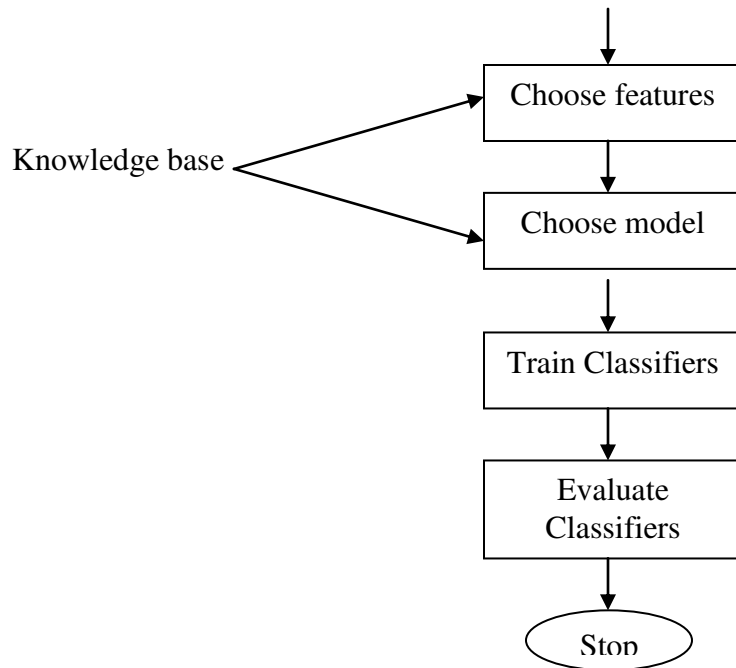 Choose features
Knowledge base
Choose model
Train Classifiers
Evaluate
Classifiers
Stop